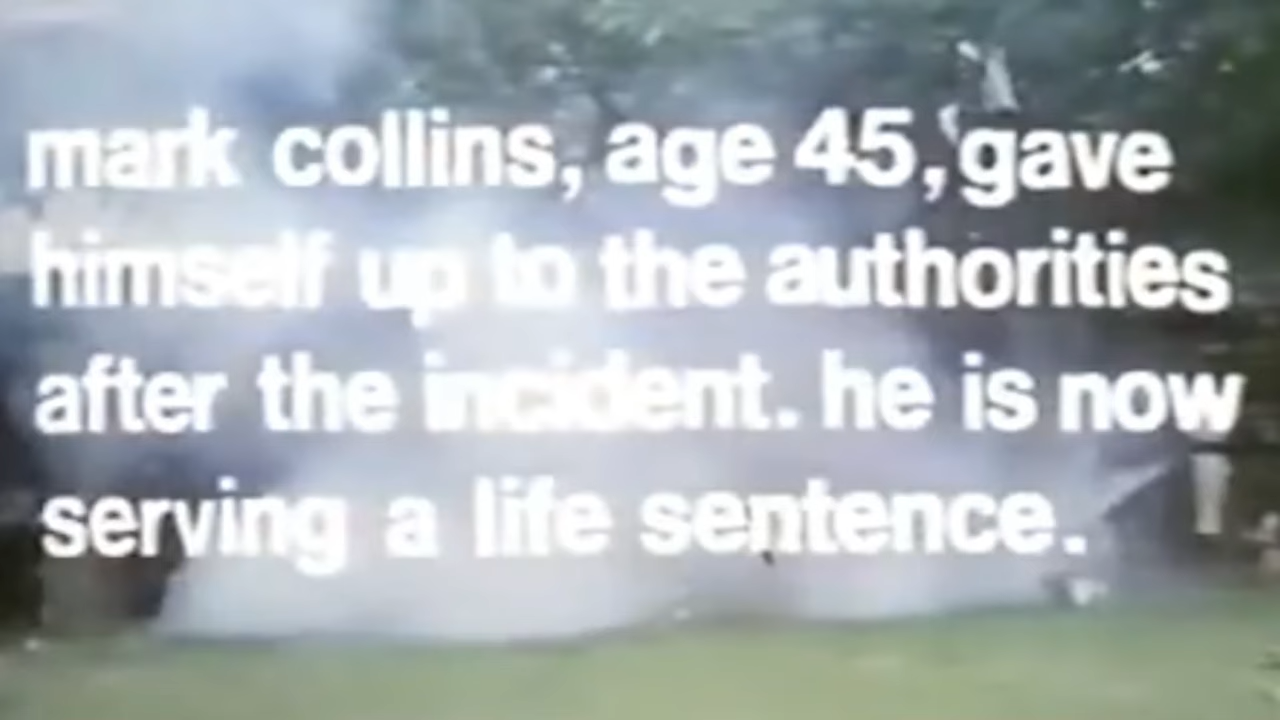 mark collins, age 45, gave
himself up to the authorities
after the incident. he is now
serving a life sentence.